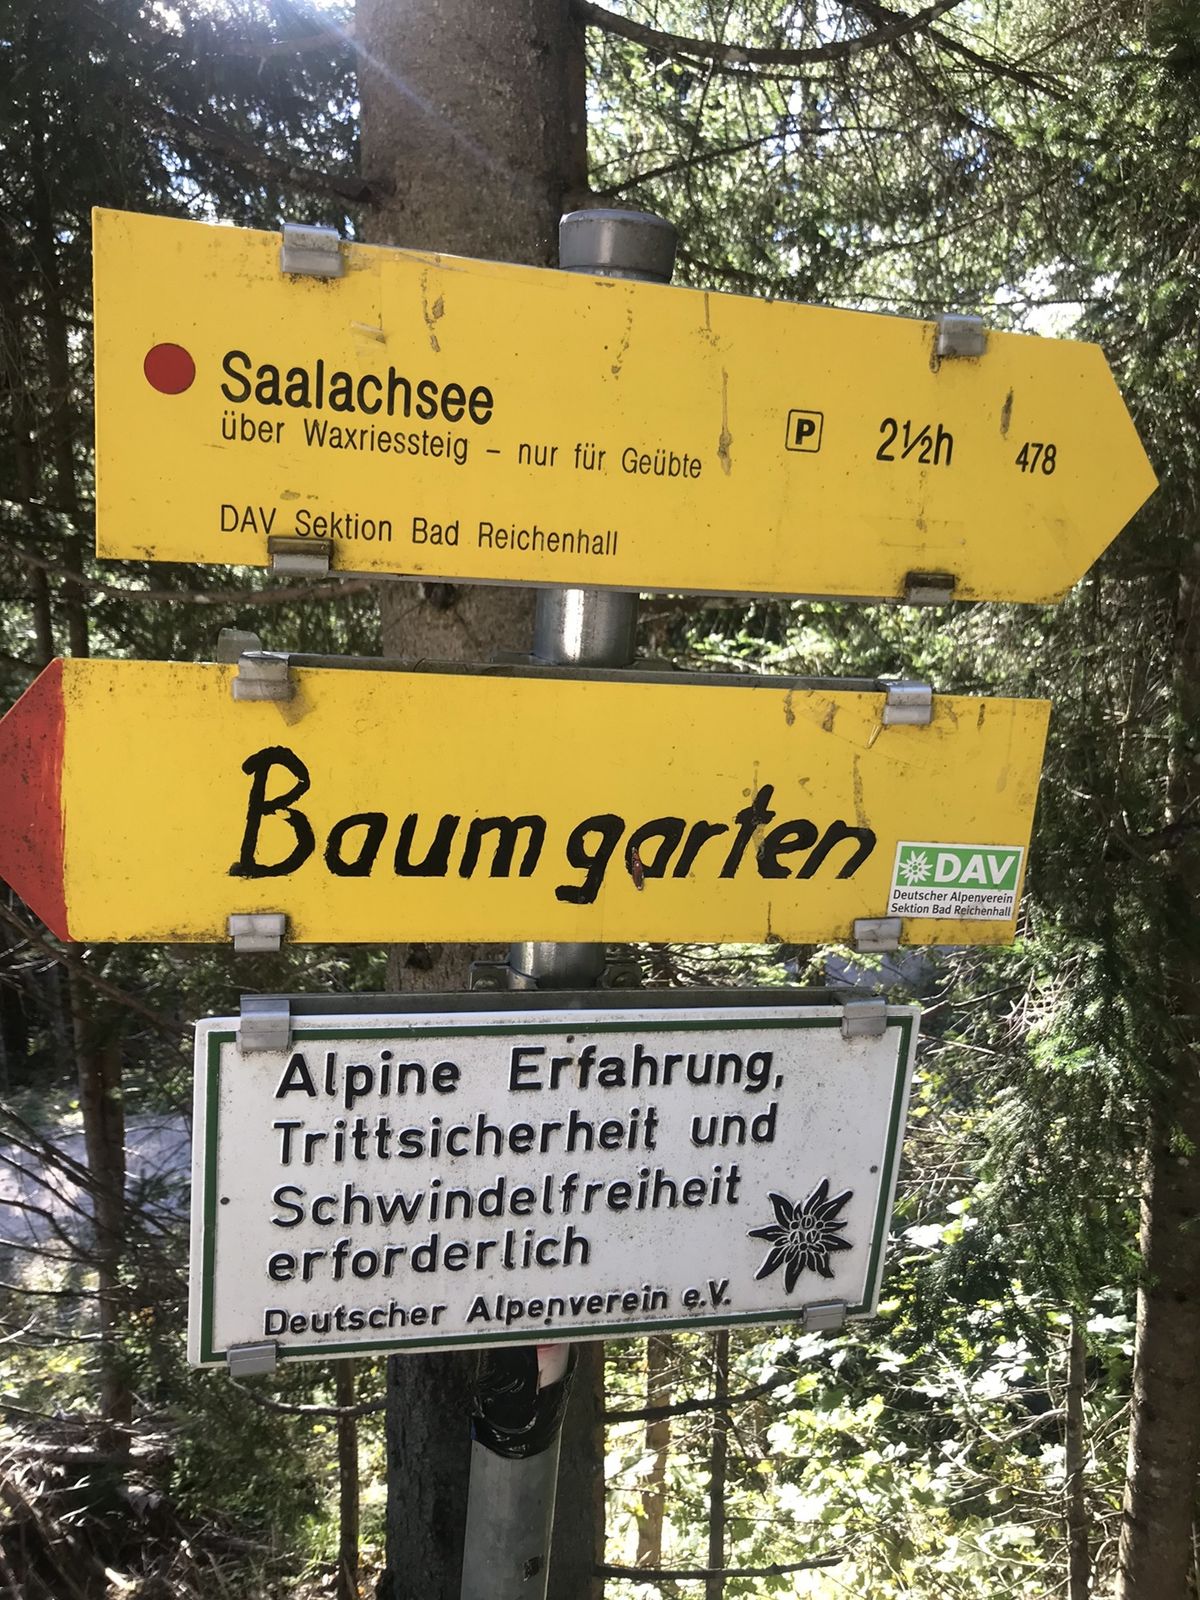 Saalachsee
über Waxriessteig - nur für Geübte
P 2½h 478
DAV Sektion Bad Reichenhall
Baumgarten
DAV
Deutscher Alpenverein
Sektion Bad Reichenhall
Alpine Erfahrung,
Trittsicherheit und
Schwindelfreiheit
erforderlich
DAV
Deutscher Alpenverein e.V.